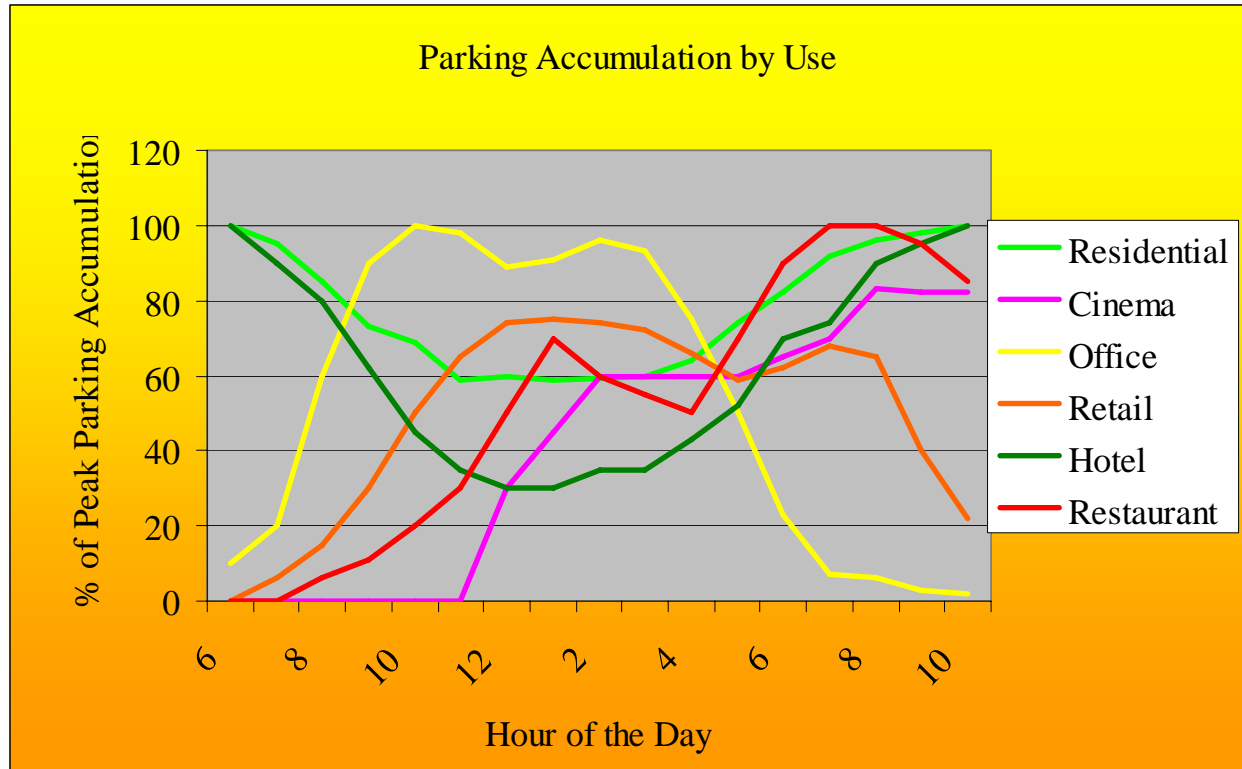 Parking Accumulation by Use
% of Peak Parking Accumulation
120
100
80
60
40
20
0
6
8
10
12
2
4
6
8
10
Hour of the Day
Residential
Cinema
Office
Retail
Hotel
Restaurant